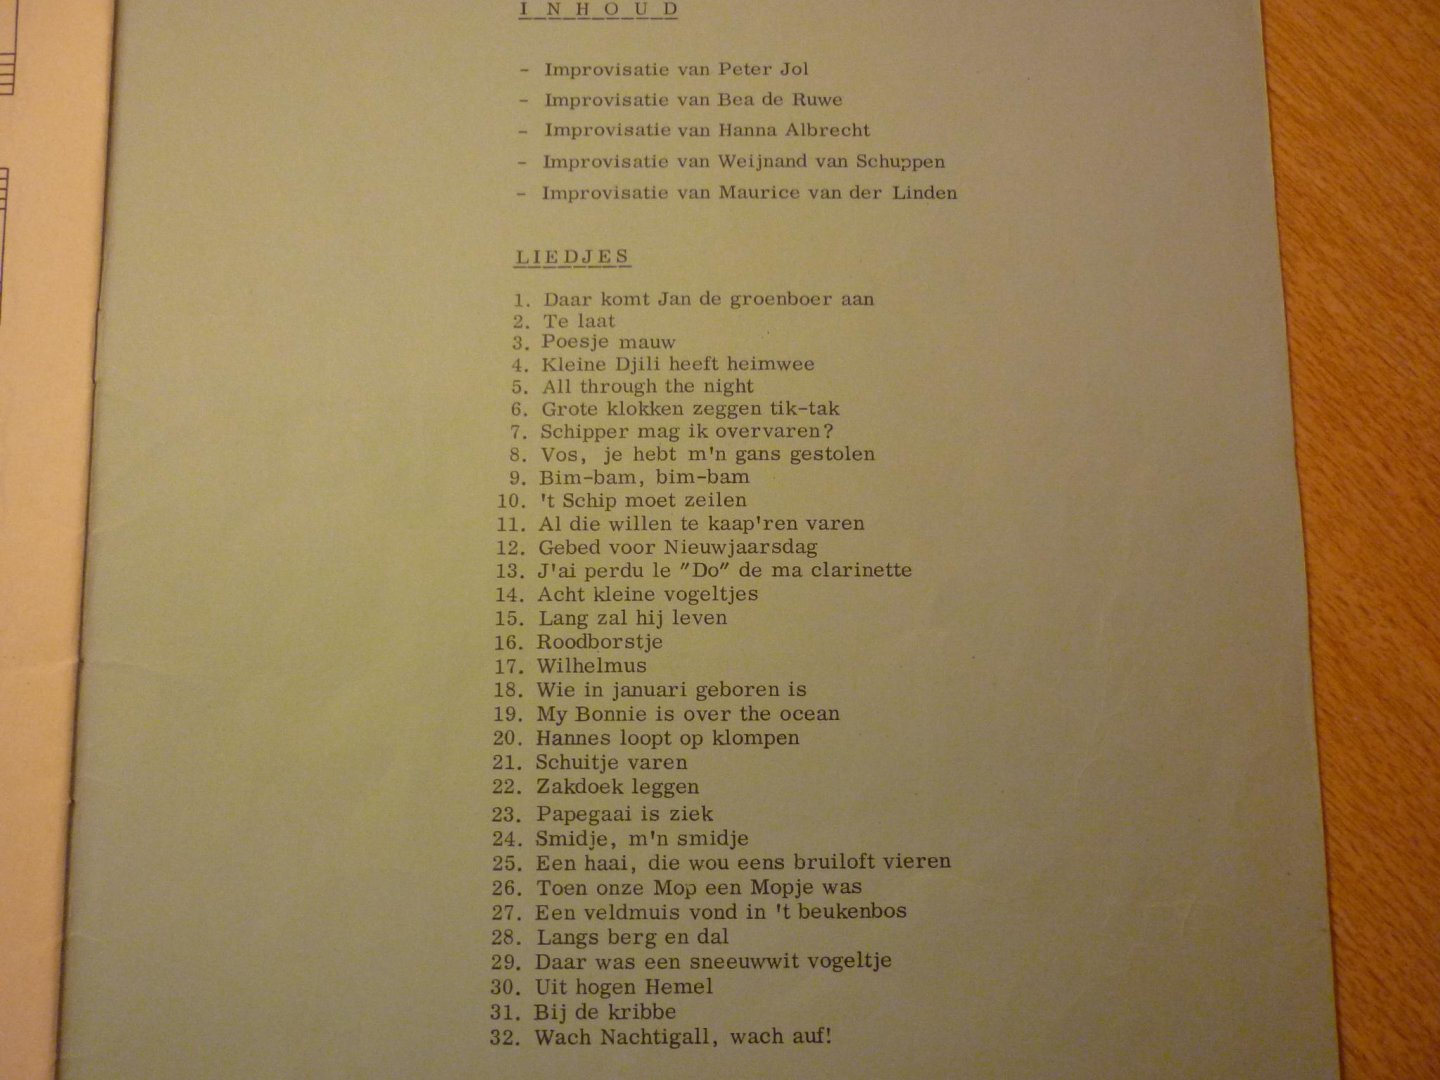 I N H O U D
- Improvisatie van Peter Jol
- Improvisatie van Bea de Ruwe
- Improvisatie van Hanna Albrecht
- Improvisatie van Weijnand van Schuppen
- Improvisatie van Maurice van der Linden
LIEDJES
1. Daar komt Jan de groenboer aan
2. Te laat
3. Poesje mauw
4. Kleine Djili heeft heimwee
5. All through the night
6. Grote klokken zeggen tik-tak
7. Schipper mag ik overvaren?
8. Vos, je hebt m'n gans gestolen
9. Bim-bam, bim-bam
10. 't Schip moet zeilen
11. Al die willen te kaap'ren varen
12. Gebed voor Nieuwjaarsdag
13. J'ai perdu le "Do" de ma clarinette
14. Acht kleine vogeltjes
15. Lang zal hij leven
16. Roodborstje
17. Wilhelmus
18. Wie in januari geboren is
19. My Bonnie is over the ocean
20. Hannes loopt op klompen
21. Schuitje varen
22. Zakdoek leggen
23. Papegaai is ziek
24. Smidje, m'n smidje
25. Een haai, die wou eens bruiloft vieren
26. Toen onze Mop een Mopje was
27. Een veldmuis vond in 't beukenbos
28. Langs berg en dal
29. Daar was een sneeuwwit vogeltje
30. Uit hogen Hemel
31. Bij de kribbe
32. Wach Nachtigall, wach auf!